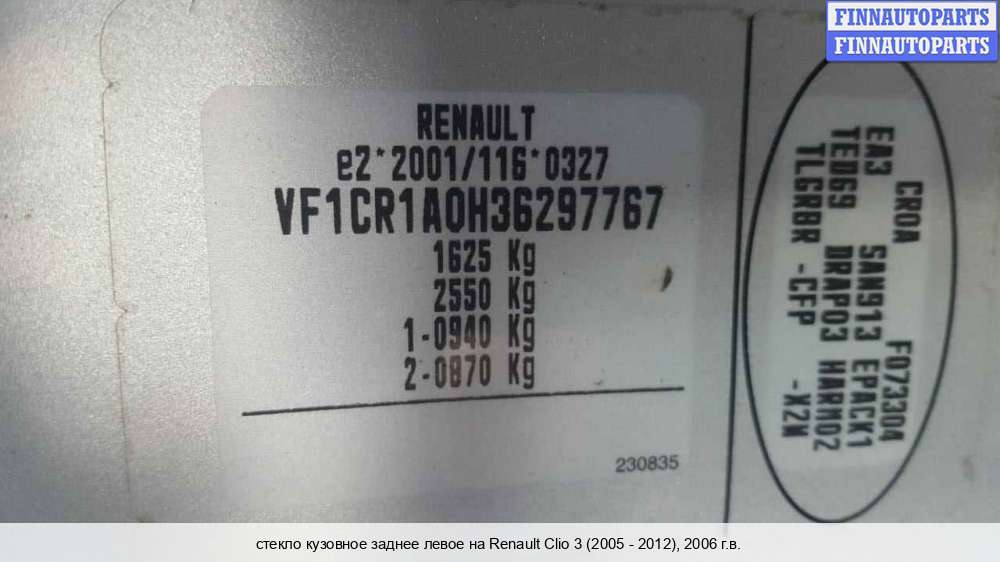 FINNAUTOPARTS
FINNAUTOPARTS
RENAULT
e2*2001/116*0327
VF1CR1A0H36297767
1625 Kg
2550 Kg
1-0940 Kg
2-0870 Kg
230835
CR0A F073304
EA3 SAN913 EPACK1
TED69 DRAP03 HARM02
TLGRBR -CFP -XZW
стекло кузовное заднее левое на Renault Clio 3 (2005 - 2012), 2006 г.в.